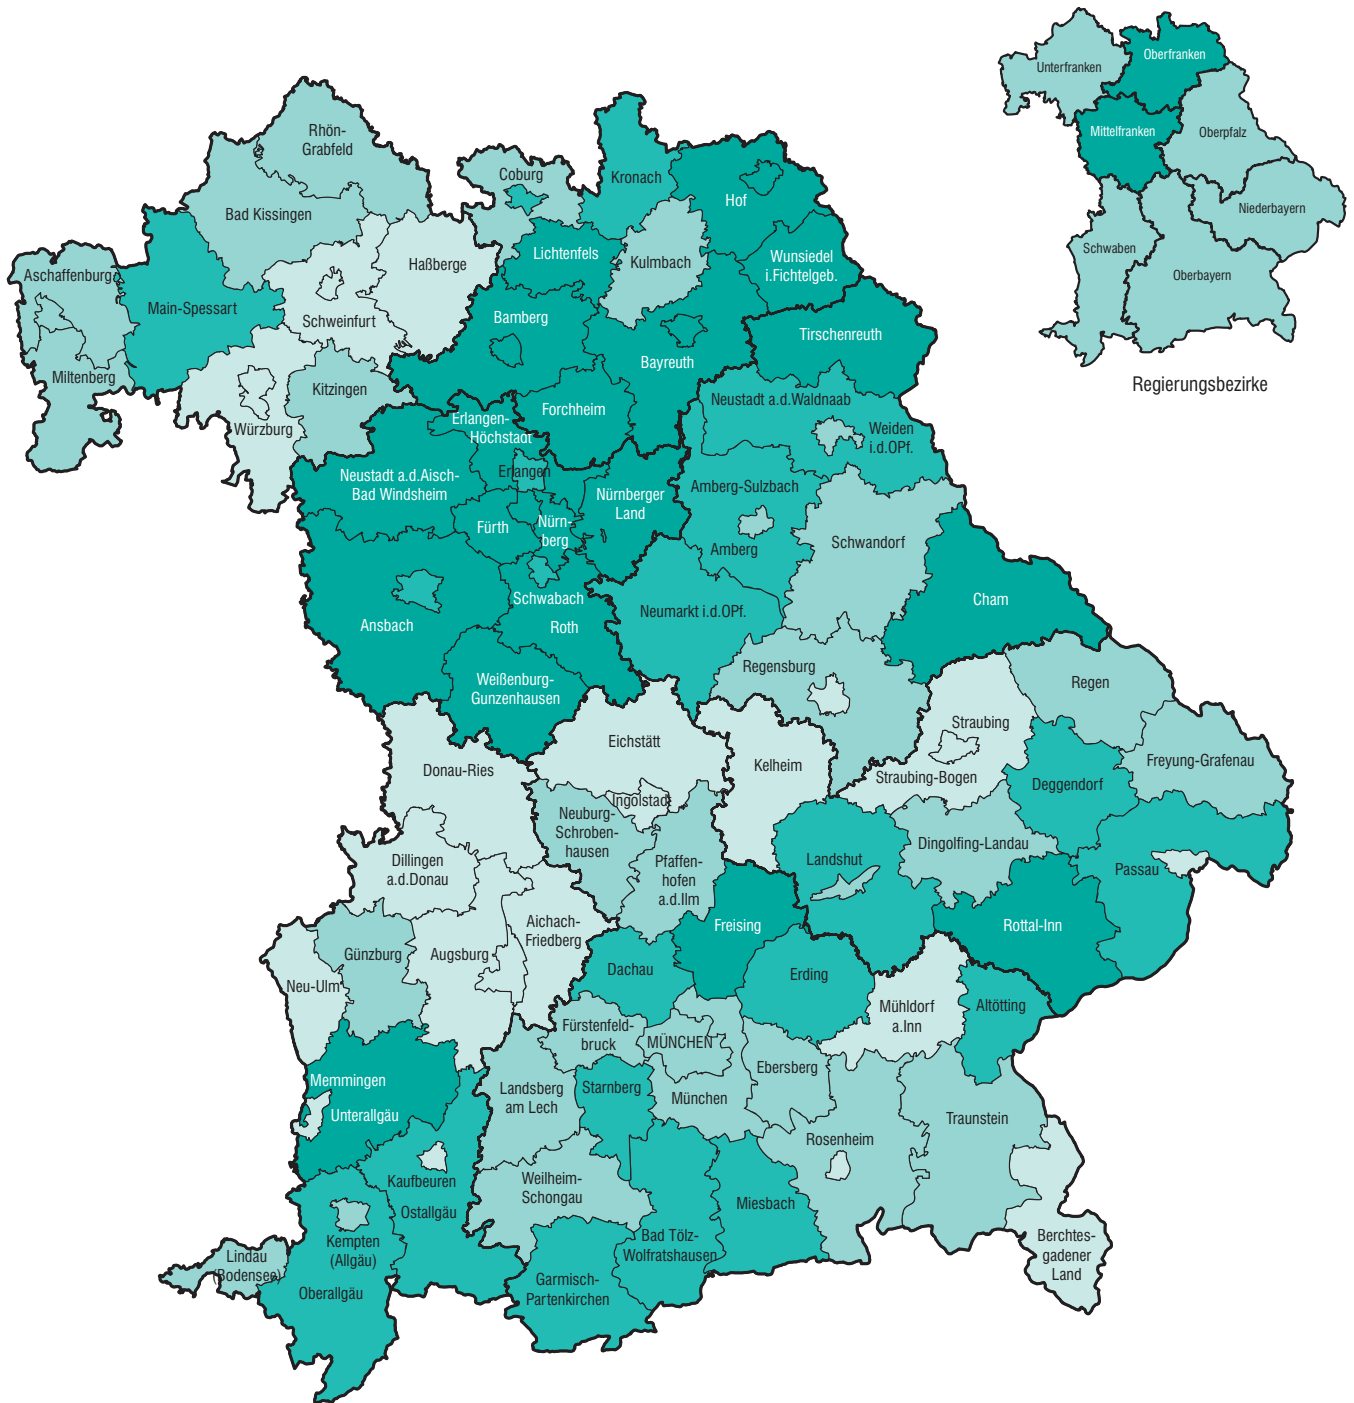 Unterfranken
Oberfranken
Mittelfranken
Oberpfalz
Niederbayern
Schwaben
Oberbayern
Regierungsbezirke
Rhön-
Grabfeld
Bad Kissingen
Coburg
Kronach
Hof
Aschaffenburg
Main-Spessart
Schweinfurt
Haßberge
Lichtenfels
Kulmbach
Wunsiedel
i.Fichtelgeb.
Bamberg
Bayreuth
Tirschenreuth
Miltenberg
Kitzingen
Würzburg
Forchheim
Erlangen-
Höchstadt
Erlangen
Neustadt a.d.Waldnaab
Weiden
i.d.OPf.
Neustadt a.d.Aisch-
Bad Windsheim
Fürth
Nürn-
berg
Nürnberger
Land
Amberg-Sulzbach
Amberg
Schwandorf
Cham
Ansbach
Schwabach
Roth
Neumarkt i.d.OPf.
Weißenburg-
Gunzenhausen
Regensburg
Regen
Straubing
Straubing-Bogen
Freyung-Grafenau
Deggendorf
Eichstätt
Kelheim
Donau-Ries
Ingolstadt
Neuburg-
Schroben-
hausen
Pfaffen-
hofen
a.d.Ilm
Landshut
Dingolfing-Landau
Passau
Dillingen
a.d.Donau
Aichach-
Friedberg
Augsburg
Günzburg
Neu-Ulm
Freising
Rottal-Inn
Dachau
Erding
Mühldorf
a.Inn
Altötting
Fürstenfeld-
bruck
MÜNCHEN
München
Ebersberg
Memmingen
Unterallgäu
Landsberg
am Lech
Starnberg
Rosenheim
Traunstein
Kaufbeuren
Ostallgäu
Weilheim-
Schongau
Miesbach
Bad Tölz-
Wolfratshausen
Berchtes-
gadener
Land
Kempten
(Allgäu)
Oberallgäu
Lindau
(Bodensee)
Garmisch-
Partenkirchen